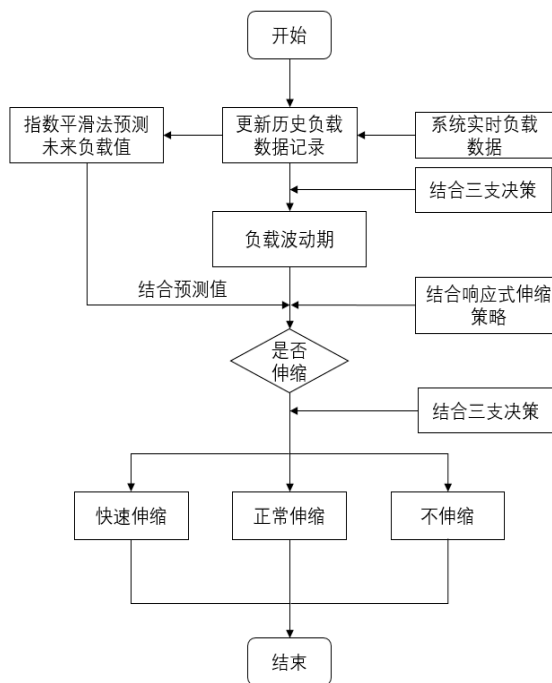 开始
指数平滑法预测
未来负载值
更新历史负载
数据记录
系统实时负载
数据
结合三支决策
负载波动期
结合预测值
结合响应式伸缩
策略
是否
伸缩
结合三支决策
快速伸缩
正常伸缩
不伸缩
结束